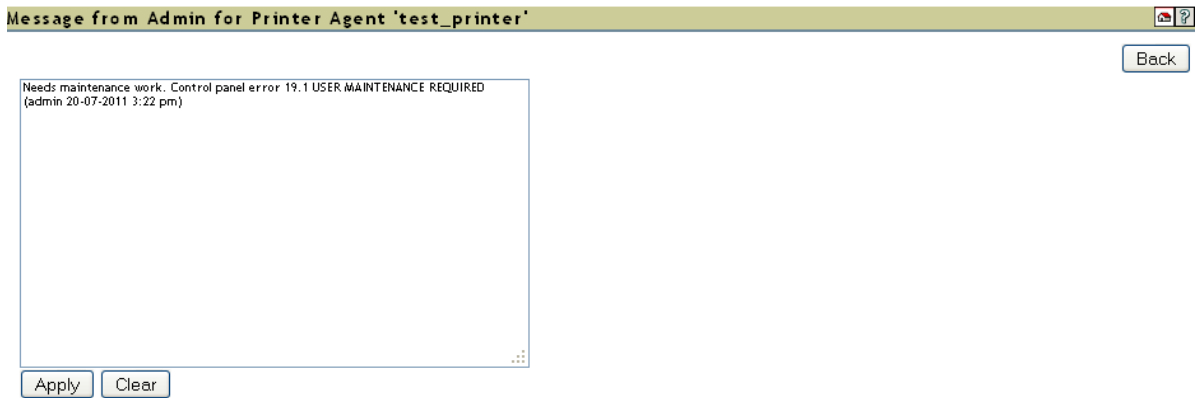 Message from Admin for Printer Agent 'test_printer'
?
Back
Needs maintenance work. Control panel error 19.1 USER MAINTENANCE REQUIRED
(admin 20-07-2011 3:22 pm)
Apply Clear